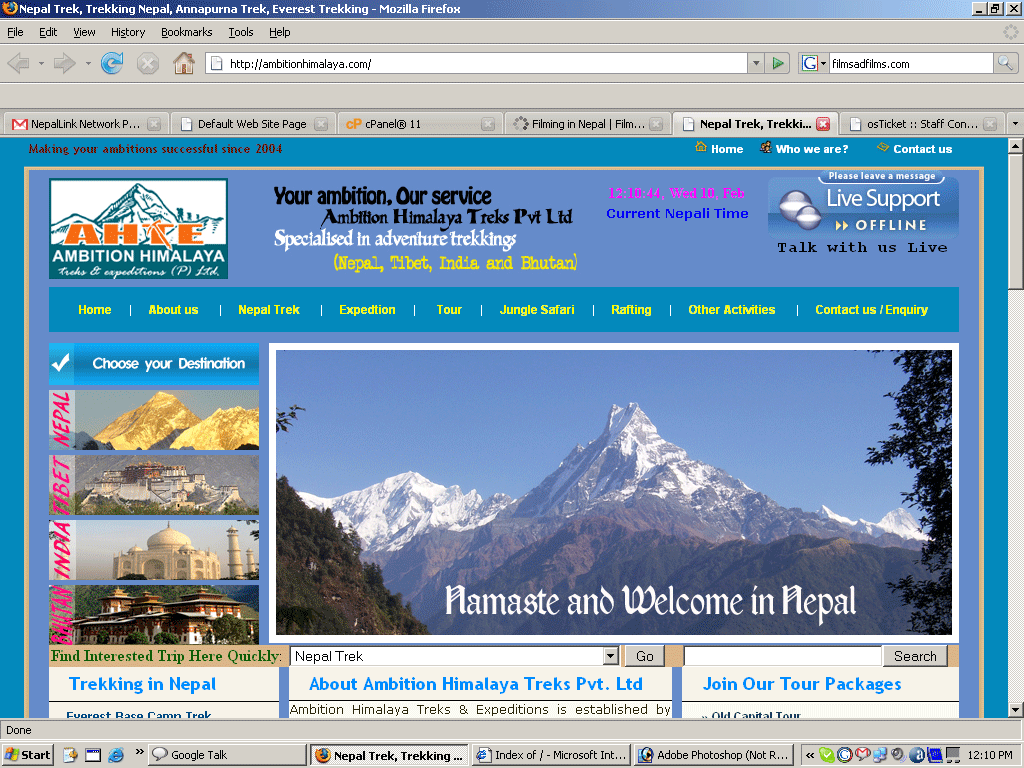 Nepal Trek, Trekking Nepal, Annapurna Trek, Everest Trekking - Mozilla Firefox
File Edit View History Bookmarks Tools Help
http://ambitionhimalaya.com/
G
filmsadfilms.com
NepalLink Network P...
Default Web Site Page
cP cPanel® 11
Filming in Nepal | Film...
Nepal Trek, Trekki...
osTicket :: Staff Con...
Making your ambitions successful since 2004
Home Who we are? Contact us
AHTE
AMBITION HIMALAYA
treks & expeditions (P) Ltd.
Your ambition, Our service
Ambition Himalaya Treks Pvt Ltd
Specialised in adventure trekkings
(Nepal, Tibet, India and Bhutan)
12:10:44, Wed 10, Feb
Current Nepali Time
Please leave a message
Live Support
OFFLINE
Talk with us Live
Home | About us | Nepal Trek | Expedtion | Tour | Jungle Safari | Rafting | Other Activities | Contact us / Enquiry
Choose your Destination
NEPAL
TIBET
INDIA
BHUTAN
Namaste and Welcome in Nepal
Find Interested Trip Here Quickly:
Nepal Trek
Go
Search
Trekking in Nepal
About Ambition Himalaya Treks Pvt. Ltd
Join Our Tour Packages
Everest Base Camp Trek
Ambition Himalaya Treks & Expeditions is established by
» Old Capital Tour
Done
Start
»
Google Talk
Nepal Trek, Trekking ...
Index of / - Microsoft Int...
Adobe Photoshop (Not R...
«
12:10 PM